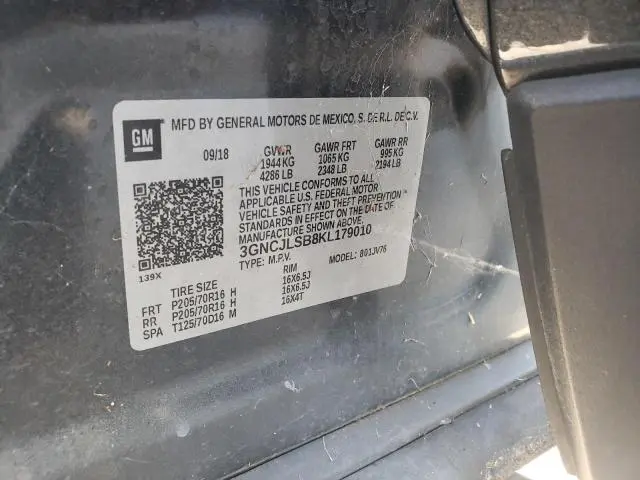 GM
MFD BY GENERAL MOTORS DE MEXICO, S. DE R.L. DE C.V.
09/18 GVWR GAWR FRT GAWR RR
1944 KG 1065 KG 995 KG
4286 LB 2348 LB 2194 LB
THIS VEHICLE CONFORMS TO ALL
APPLICABLE U.S. FEDERAL MOTOR
VEHICLE SAFETY AND THEFT PREVENTION
STANDARDS IN EFFECT ON THE DATE OF
MANUFACTURE SHOWN ABOVE.
3GNCJLSB8KL179010
TYPE: M.P.V. MODEL: 801JV76
139X
TIRE SIZE RIM
FRT P205/70R16 H 16X6.5J
RR P205/70R16 H 16X6.5J
SPA T125/70D16 M 16X4T